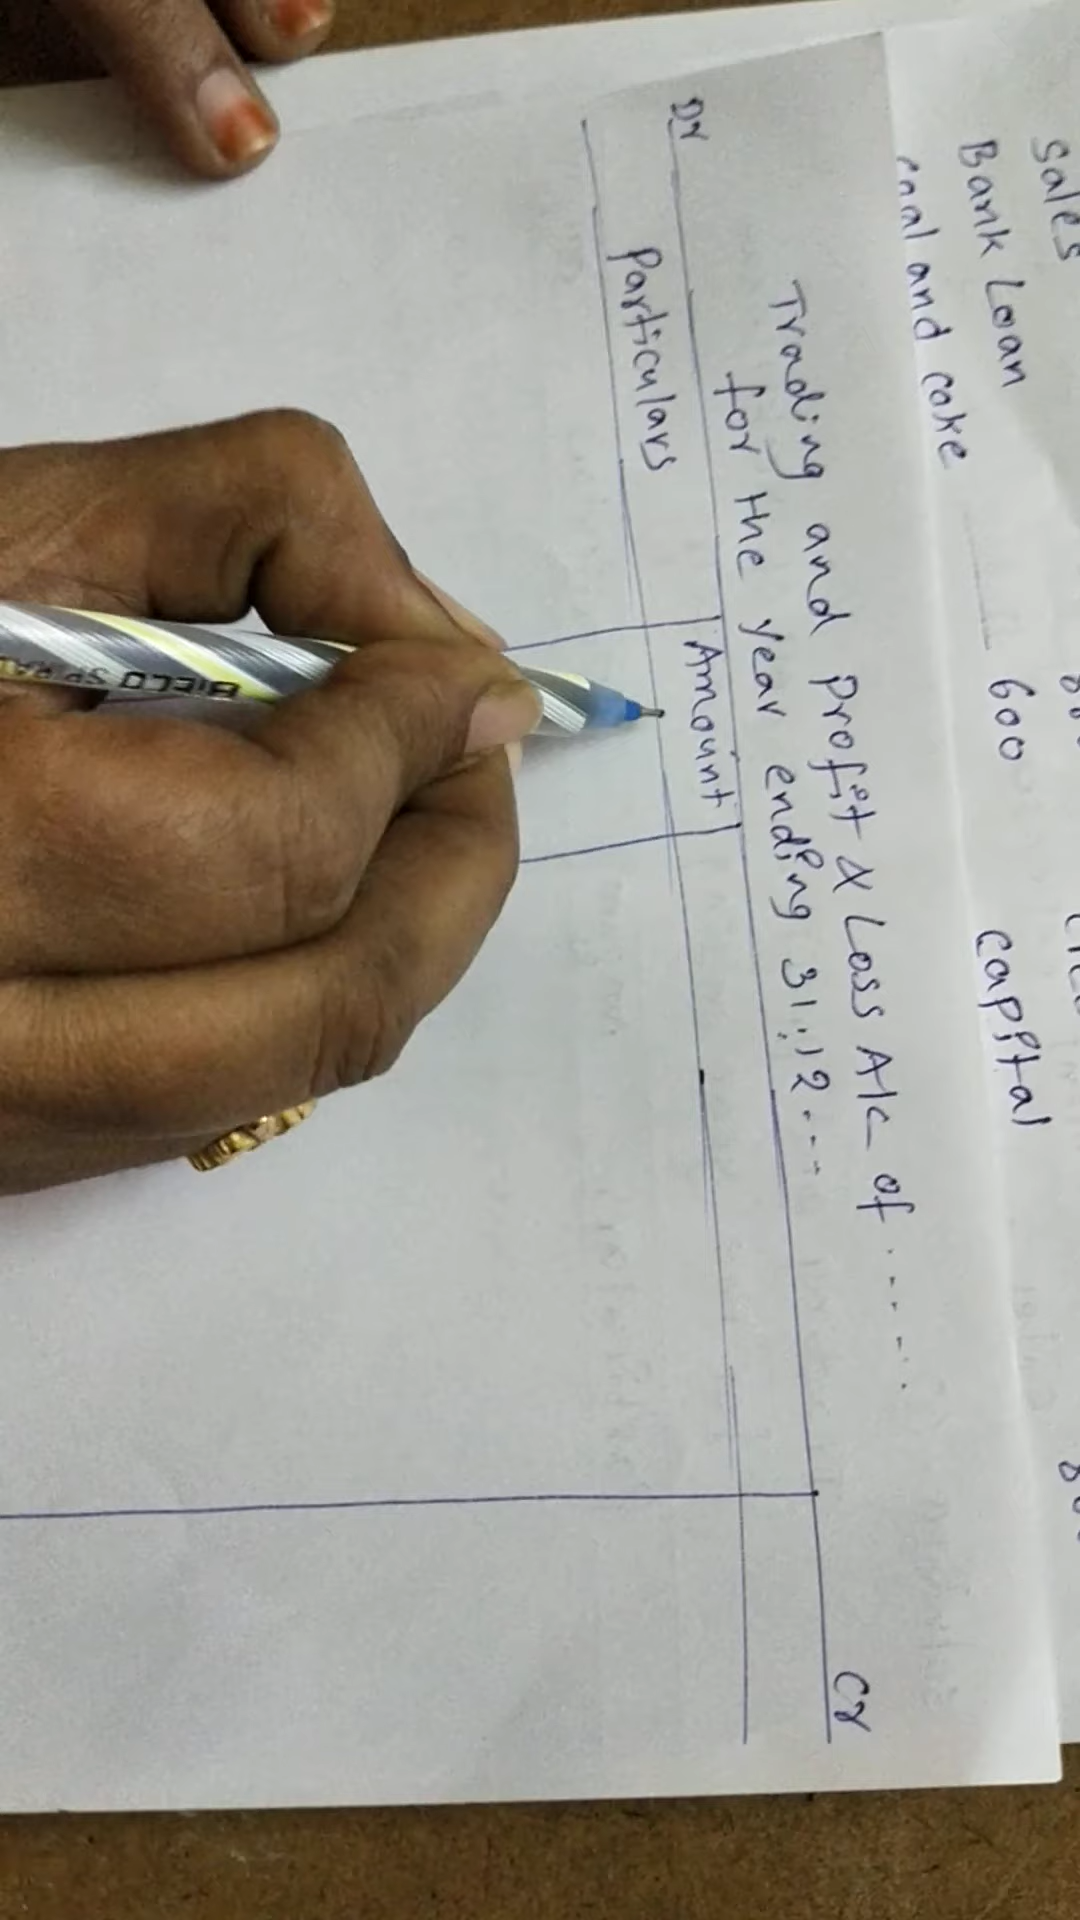 Sales
Bank Loan
coal and coke 600 capital
Trading and Profit & Loss A/c of ......
for the year ending 31.12...
Dr Cr
Particulars Amount
BIECO